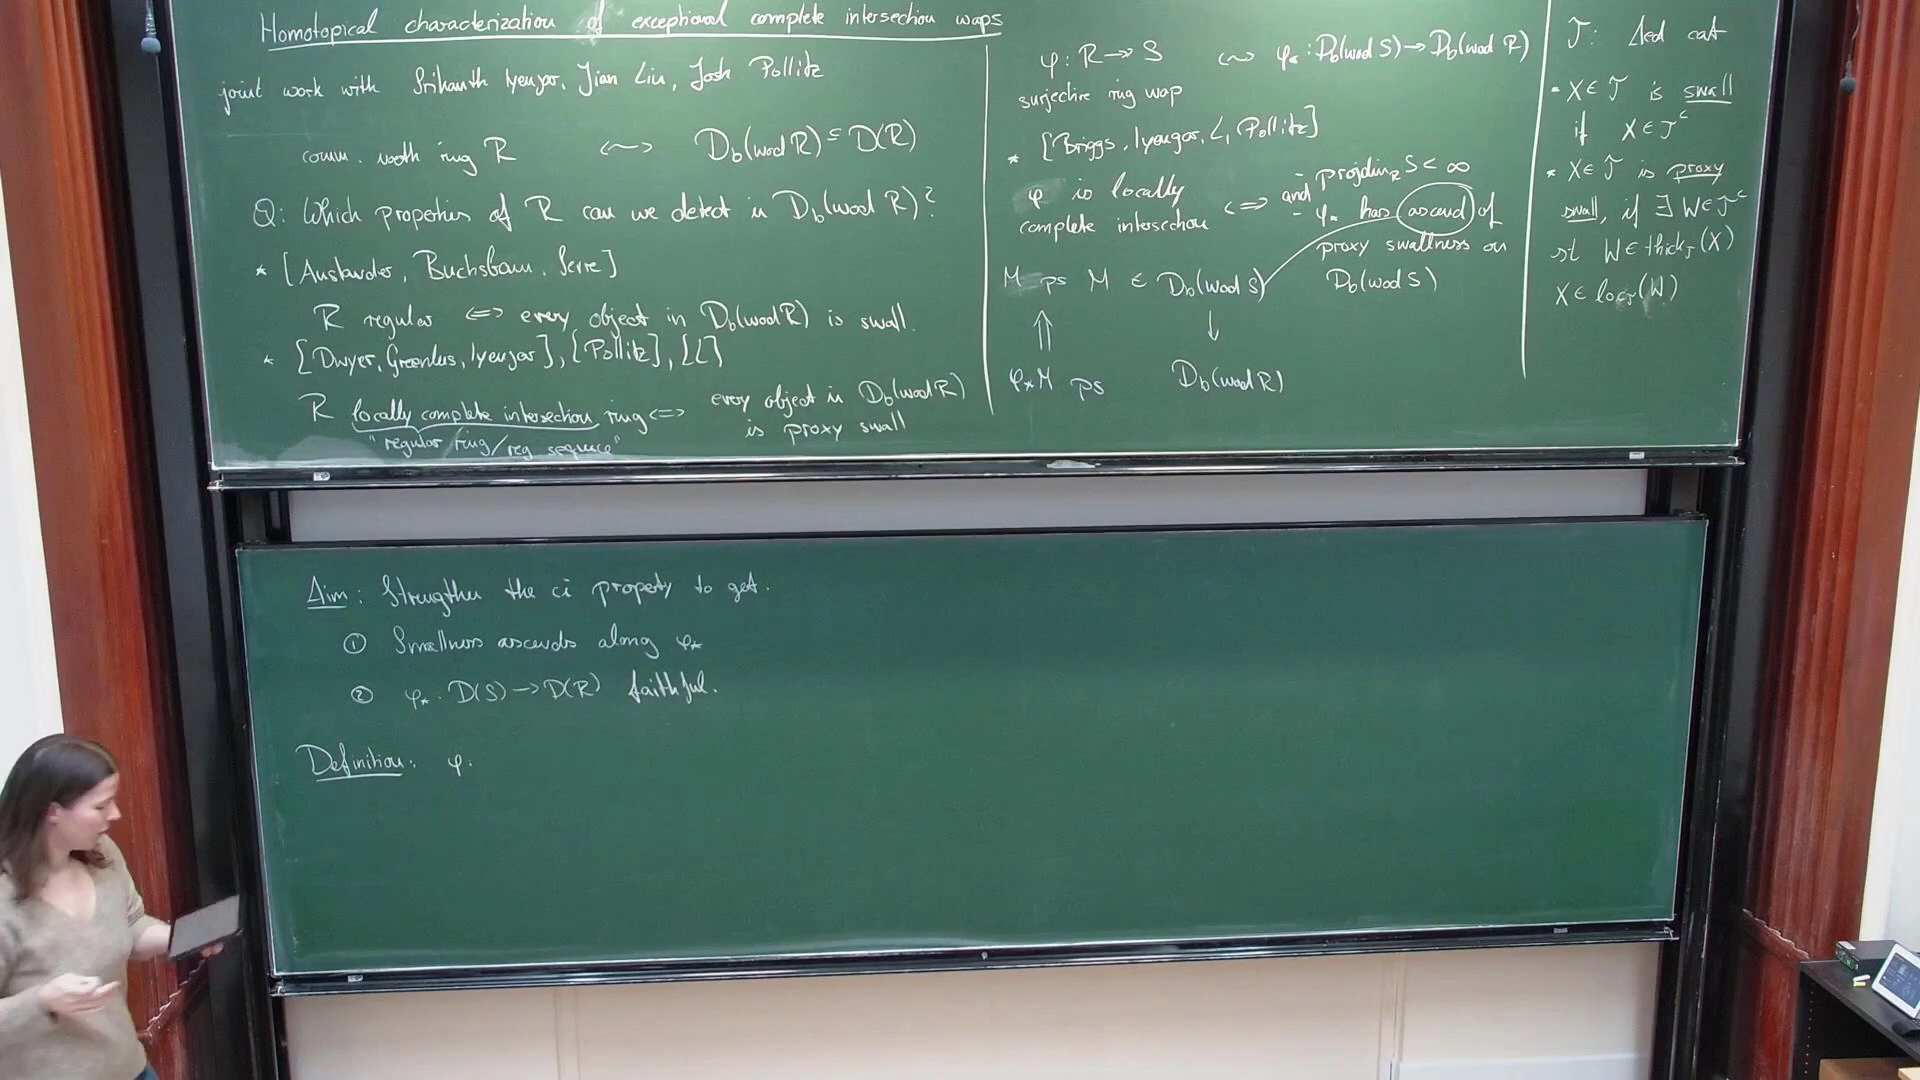 Homotopical characterization of exceptional complete intersection maps
joint work with Srikanth Iyengar, Jian Liu, Josh Pollitz
comm. noeth ring R ⟷ D_b(mod R) ⊆ D(R)
Q: Which properties of R can we detect in D_b(mod R)?
* [Auslander, Buchsbaum, Serre]
R regular ⟺ every object in D_b(mod R) is small.
* [Dwyer, Greenlees, Iyengar], [Pollitz], [L]
R locally complete intersection ring ⟺ every object in D_b(mod R) is proxy small
"regular ring/reg sequence"
φ: R → S ⇝ φ_*: D_b(mod S) → D_b(mod R)
surjective ring map
* [Briggs, Iyengar, L, Pollitz]
φ is locally complete intersection ⟺ - projdim_R S < ∞
and - φ_* has ascend of proxy smallness on D_b(mod S)
M ps M ∈ D_b(mod S)
⇑ ↓
φ_*M ps D_b(mod R)
T: Δed cat
- X ∈ T is small
if X ∈ T^c
* X ∈ T is proxy
small, if ∃ W ∈ T^c
st W ∈ thick_T(X)
X ∈ loc_T(W)
Aim: Strengthen the ci property to get:
① Smallness ascends along φ_*
② φ_*: D(S) → D(R) faithful.
Definition: φ: